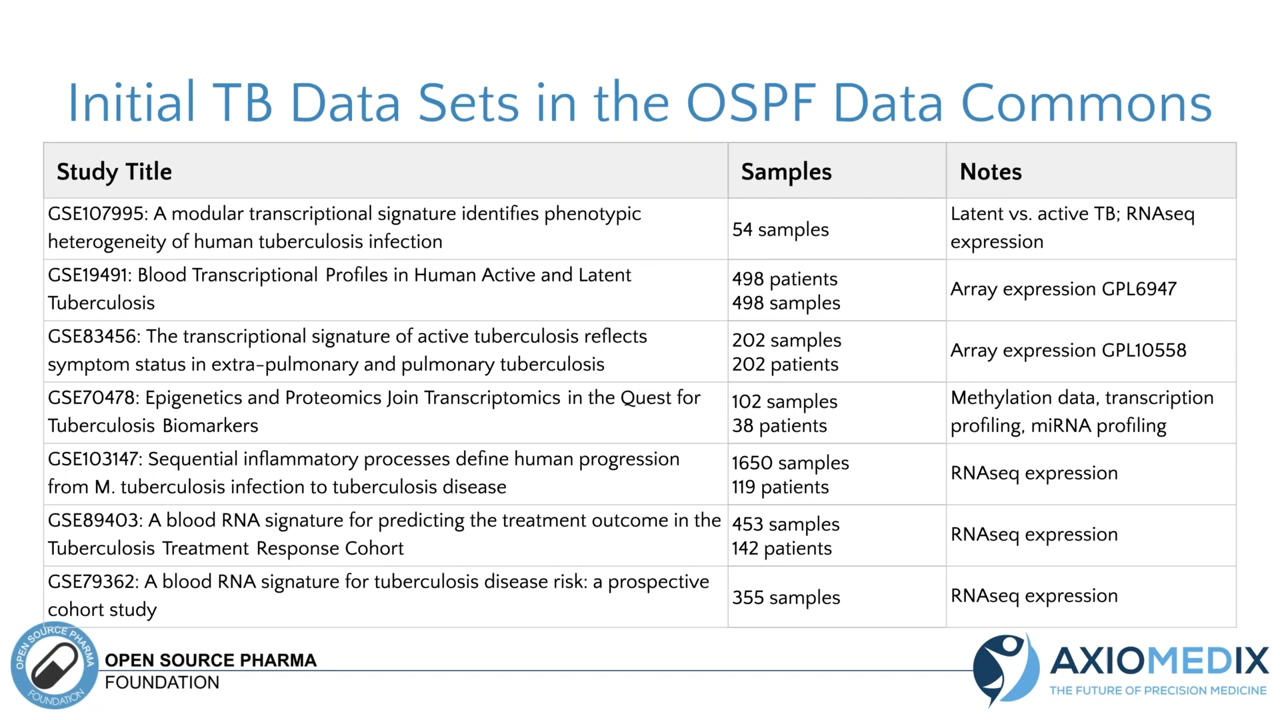 Initial TB Data Sets in the OSPF Data Commons
Study Title
Samples
Notes
GSE107995: A modular transcriptional signature identifies phenotypic
heterogeneity of human tuberculosis infection
54 samples
Latent vs. active TB; RNAseq
expression
GSE19491: Blood Transcriptional Profiles in Human Active and Latent
Tuberculosis
498 patients
498 samples
Array expression GPL6947
GSE83456: The transcriptional signature of active tuberculosis reflects
symptom status in extra-pulmonary and pulmonary tuberculosis
202 samples
202 patients
Array expression GPL10558
GSE70478: Epigenetics and Proteomics Join Transcriptomics in the Quest for
Tuberculosis Biomarkers
102 samples
38 patients
Methylation data, transcription
profiling, miRNA profiling
GSE103147: Sequential inflammatory processes define human progression
from M. tuberculosis infection to tuberculosis disease
1650 samples
119 patients
RNAseq expression
GSE89403: A blood RNA signature for predicting the treatment outcome in the
Tuberculosis Treatment Response Cohort
453 samples
142 patients
RNAseq expression
GSE79362: A blood RNA signature for tuberculosis disease risk: a prospective
cohort study
355 samples
RNAseq expression
OPEN SOURCE PHARMA
FOUNDATION
OPEN SOURCE PHARMA
FOUNDATION
AXIOMEDIX
THE FUTURE OF PRECISION MEDICINE